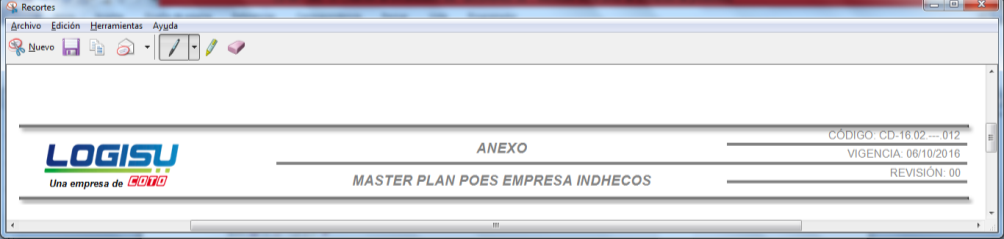 Recortes
Archivo Edición Herramientas Ayuda
Nuevo
LOGISU
Una empresa de COTO
ANEXO
MASTER PLAN POES EMPRESA INDHECOS
CÓDIGO: CD-16.02.---.012
VIGENCIA: 06/10/2016
REVISIÓN: 00